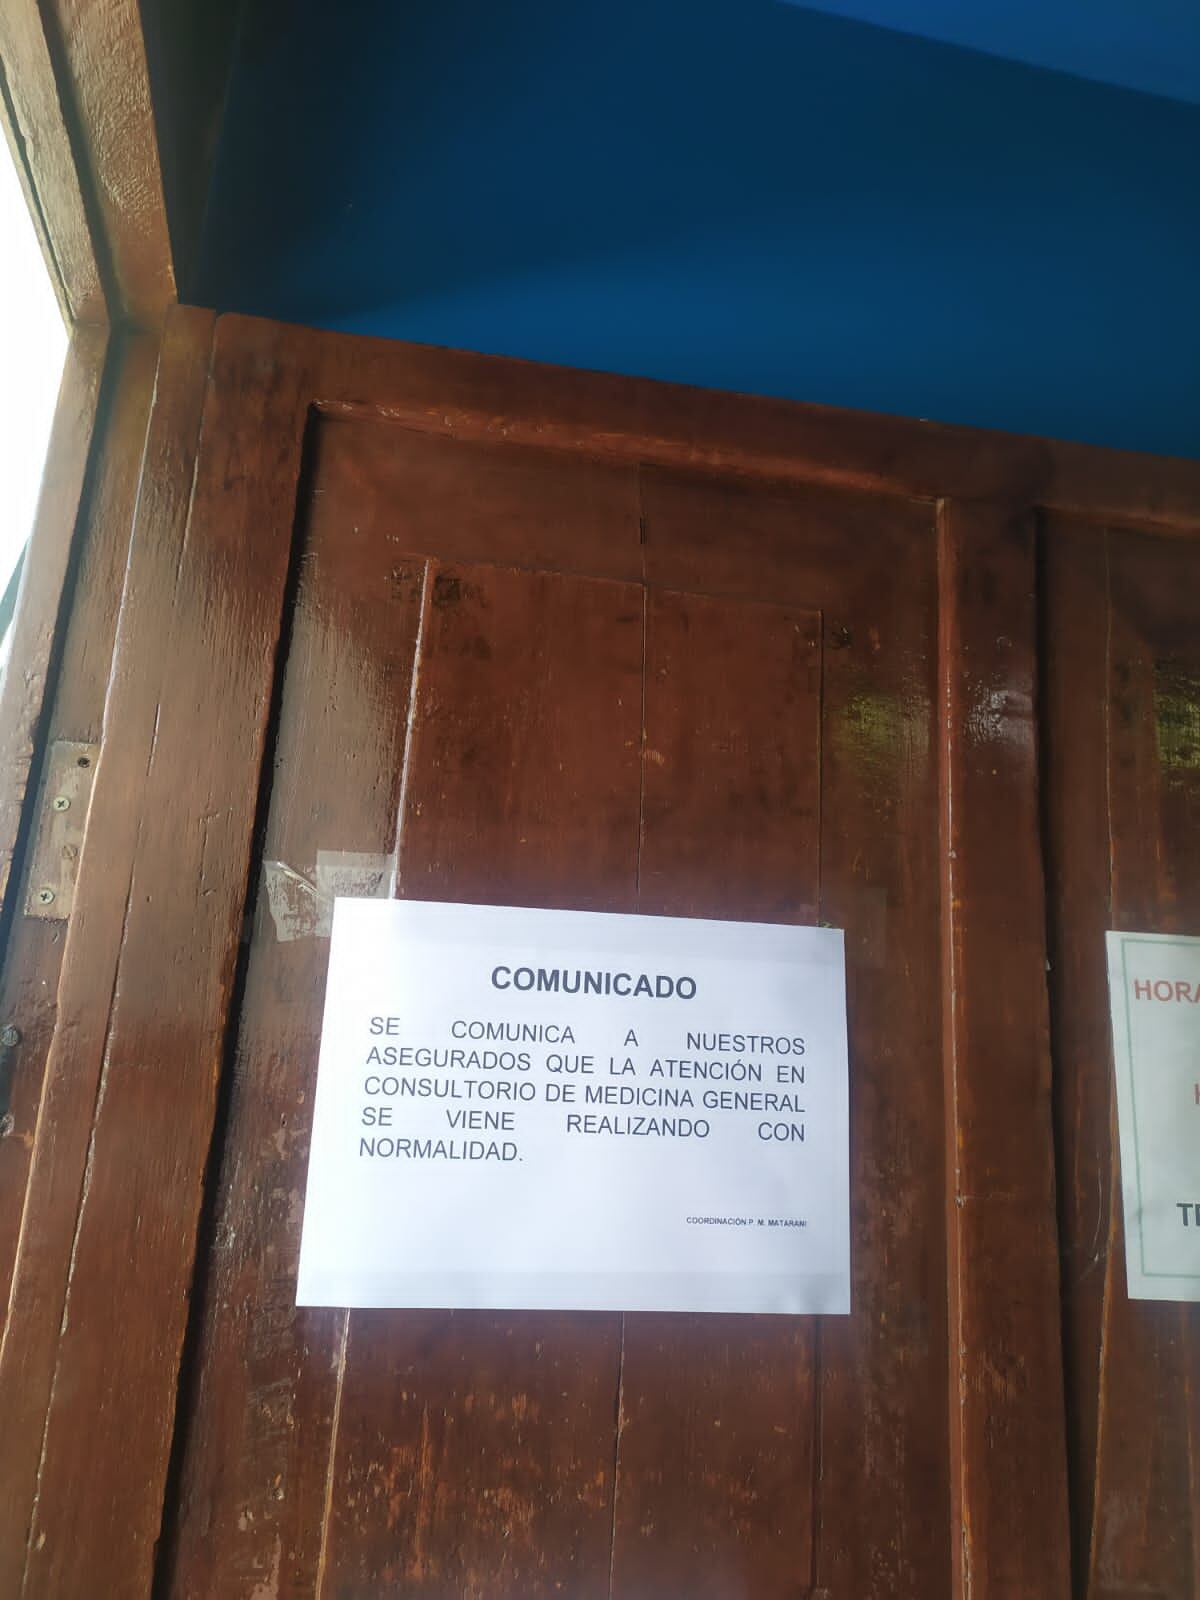 COMUNICADO
SE COMUNICA A NUESTROS
ASEGURADOS QUE LA ATENCIÓN EN
CONSULTORIO DE MEDICINA GENERAL
SE VIENE REALIZANDO CON
NORMALIDAD.
COORDINACIÓN P. M. MATARANI